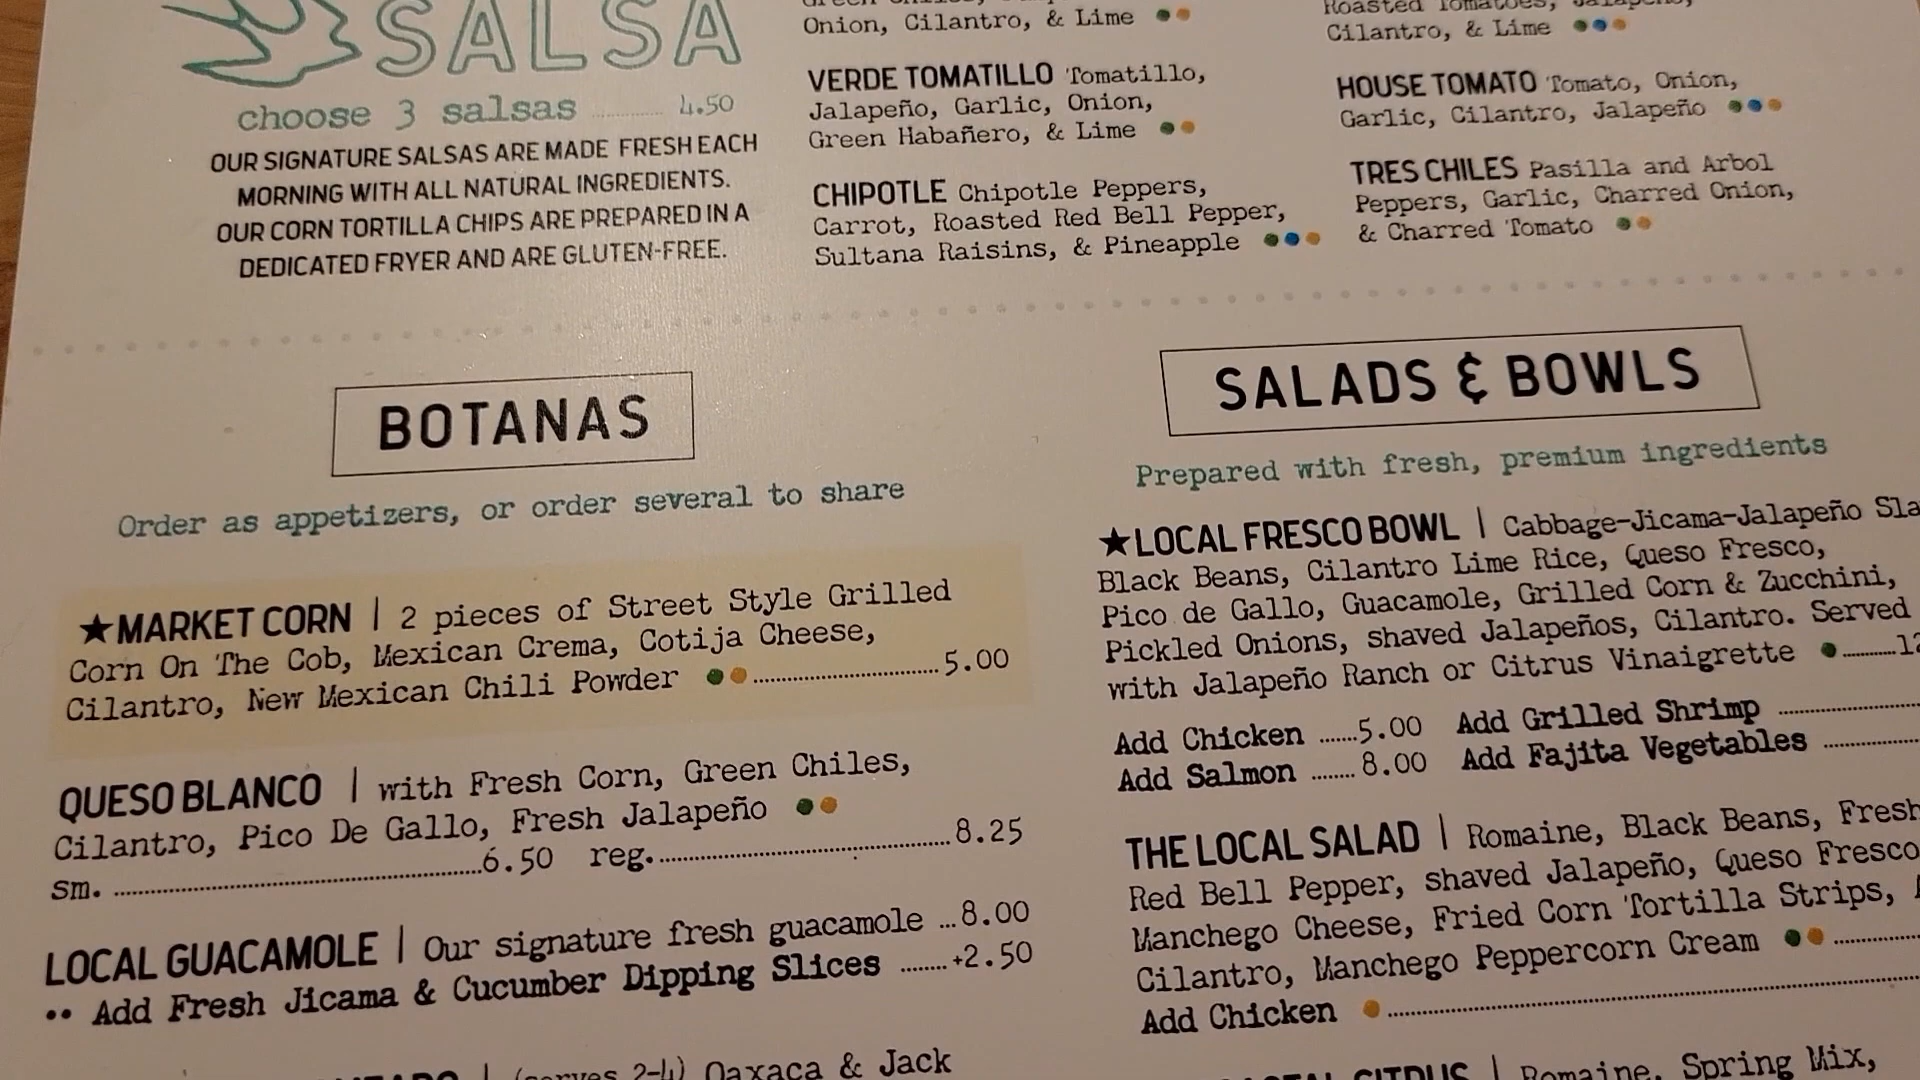 SALSA
choose 3 salsas 4.50
OUR SIGNATURE SALSAS ARE MADE FRESH EACH
MORNING WITH ALL NATURAL INGREDIENTS.
OUR CORN TORTILLA CHIPS ARE PREPARED IN A
DEDICATED FRYER AND ARE GLUTEN-FREE.
Onion, Cilantro, & Lime
VERDE TOMATILLO Tomatillo,
Jalapeño, Garlic, Onion,
Green Habañero, & Lime
CHIPOTLE Chipotle Peppers,
Carrot, Roasted Red Bell Pepper,
Sultana Raisins, & Pineapple
Roasted Tomatoes, Jalapeño,
Cilantro, & Lime
HOUSE TOMATO Tomato, Onion,
Garlic, Cilantro, Jalapeño
TRES CHILES Pasilla and Arbol
Peppers, Garlic, Charred Onion,
& Charred Tomato
BOTANAS
Order as appetizers, or order several to share
★MARKET CORN | 2 pieces of Street Style Grilled
Corn On The Cob, Mexican Crema, Cotija Cheese,
Cilantro, New Mexican Chili Powder 5.00
QUESO BLANCO | with Fresh Corn, Green Chiles,
Cilantro, Pico De Gallo, Fresh Jalapeño
sm. 6.50 reg. 8.25
LOCAL GUACAMOLE | Our signature fresh guacamole ...8.00
•• Add Fresh Jicama & Cucumber Dipping Slices ........+2.50
(serves 2-4) Oaxaca & Jack
SALADS & BOWLS
Prepared with fresh, premium ingredients
★LOCAL FRESCO BOWL | Cabbage-Jicama-Jalapeño Sla
Black Beans, Cilantro Lime Rice, Queso Fresco,
Pico de Gallo, Guacamole, Grilled Corn & Zucchini,
Pickled Onions, shaved Jalapeños, Cilantro. Served
with Jalapeño Ranch or Citrus Vinaigrette
Add Chicken .......5.00 Add Grilled Shrimp
Add Salmon ........8.00 Add Fajita Vegetables
THE LOCAL SALAD | Romaine, Black Beans, Fresh
Red Bell Pepper, shaved Jalapeño, Queso Fresco
Manchego Cheese, Fried Corn Tortilla Strips,
Cilantro, Manchego Peppercorn Cream
Add Chicken
CITRUS | Romaine, Spring Mix,